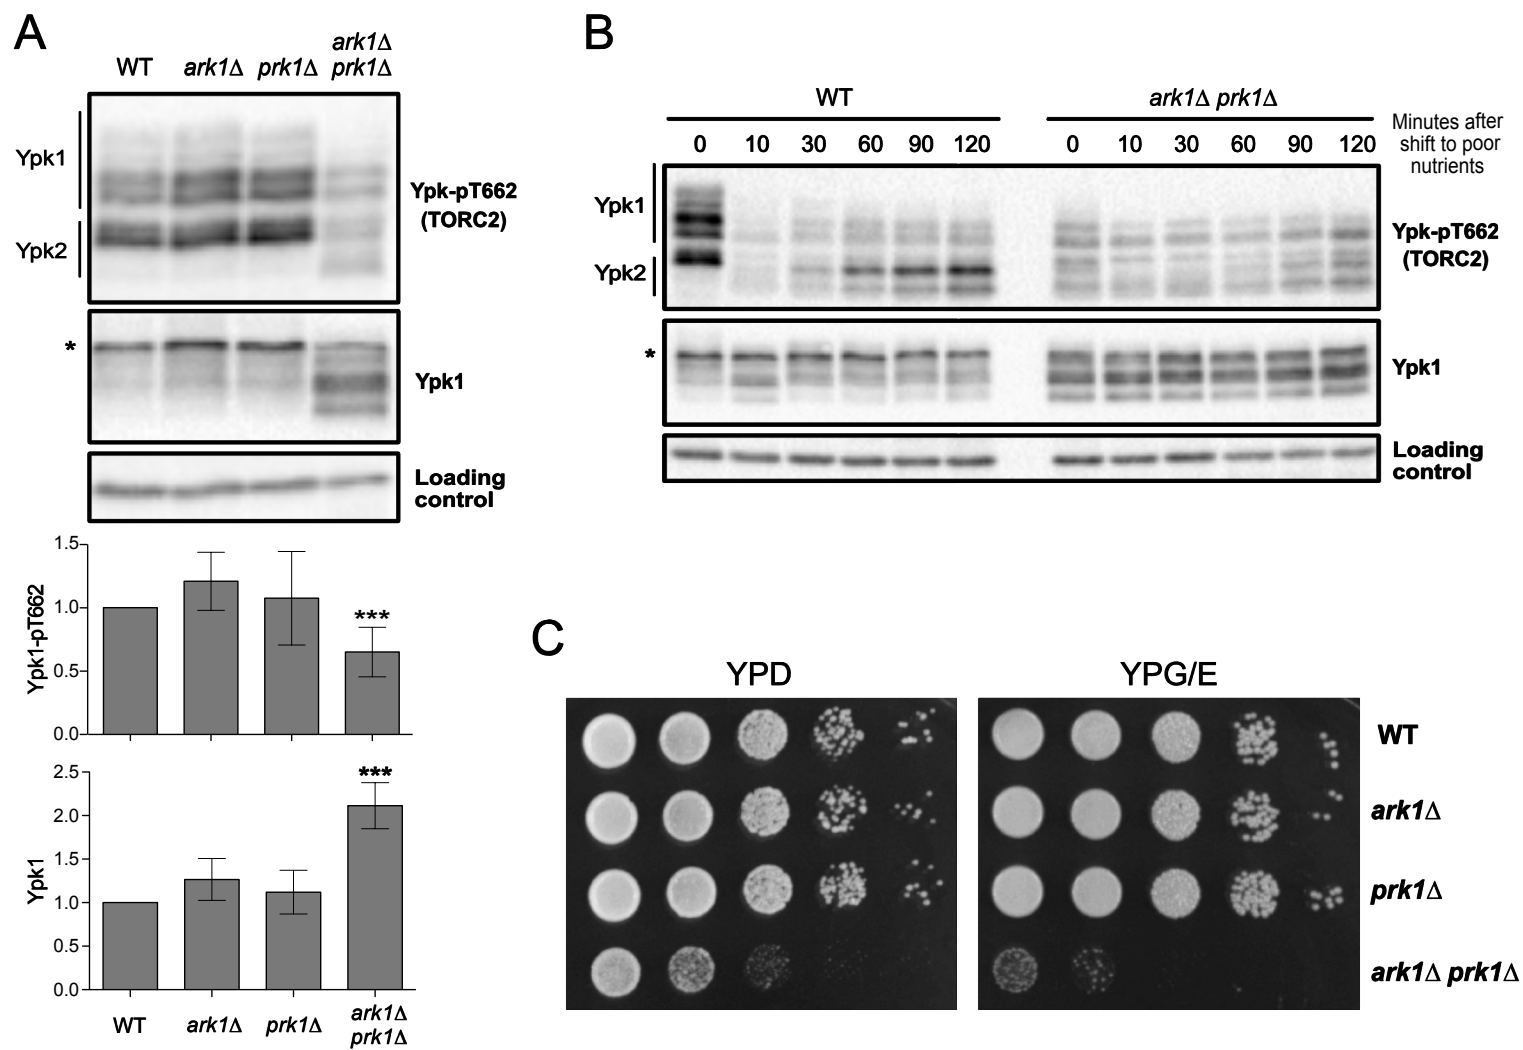 A
WT
ark1Δ
prk1Δ
ark1Δ
prk1Δ
Ypk1
Ypk2
Ypk-pT662
(TORC2)
*
Ypk1
Loading
control
1.5
1.0
0.5
0.0
Ypk1-pT662
***
2.5
2.0
1.5
1.0
0.5
0.0
Ypk1
***
WT
ark1Δ
prk1Δ
ark1Δ
prk1Δ
B
WT
ark1Δ prk1Δ
0 10 30 60 90 120
0 10 30 60 90 120
Minutes after
shift to poor
nutrients
Ypk1
Ypk2
Ypk-pT662
(TORC2)
*
Ypk1
Loading
control
C
YPD
YPG/E
WT
ark1Δ
prk1Δ
ark1Δ prk1Δ